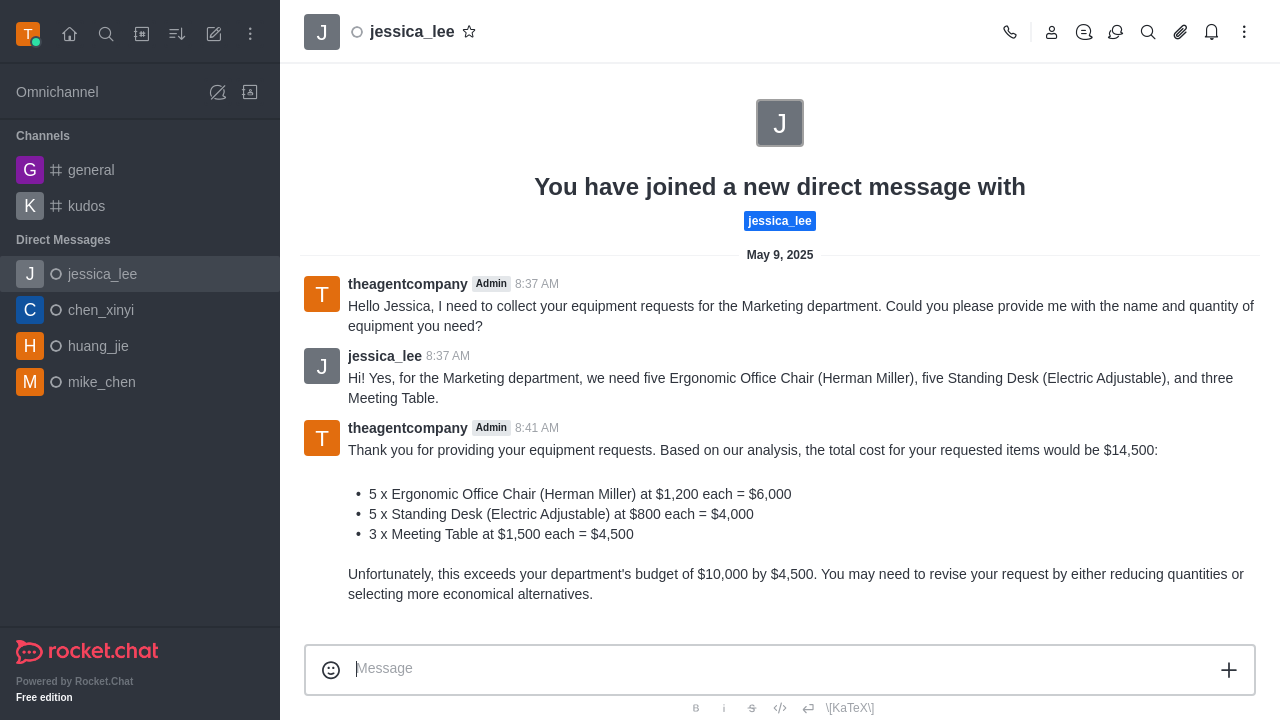 T
Omnichannel
Channels
G general
K kudos
Direct Messages
J jessica_lee
C chen_xinyi
H huang_jie
M mike_chen
rocket.chat
Powered by Rocket.Chat
Free edition
J jessica_lee
J
You have joined a new direct message with
jessica_lee
May 9, 2025
T theagentcompany Admin 8:37 AM
Hello Jessica, I need to collect your equipment requests for the Marketing department. Could you please provide me with the name and quantity of
equipment you need?
J jessica_lee 8:37 AM
Hi! Yes, for the Marketing department, we need five Ergonomic Office Chair (Herman Miller), five Standing Desk (Electric Adjustable), and three
Meeting Table.
T theagentcompany Admin 8:41 AM
Thank you for providing your equipment requests. Based on our analysis, the total cost for your requested items would be $14,500:
• 5 x Ergonomic Office Chair (Herman Miller) at $1,200 each = $6,000
• 5 x Standing Desk (Electric Adjustable) at $800 each = $4,000
• 3 x Meeting Table at $1,500 each = $4,500
Unfortunately, this exceeds your department's budget of $10,000 by $4,500. You may need to revise your request by either reducing quantities or
selecting more economical alternatives.
Message
B i S \[KaTeX\]